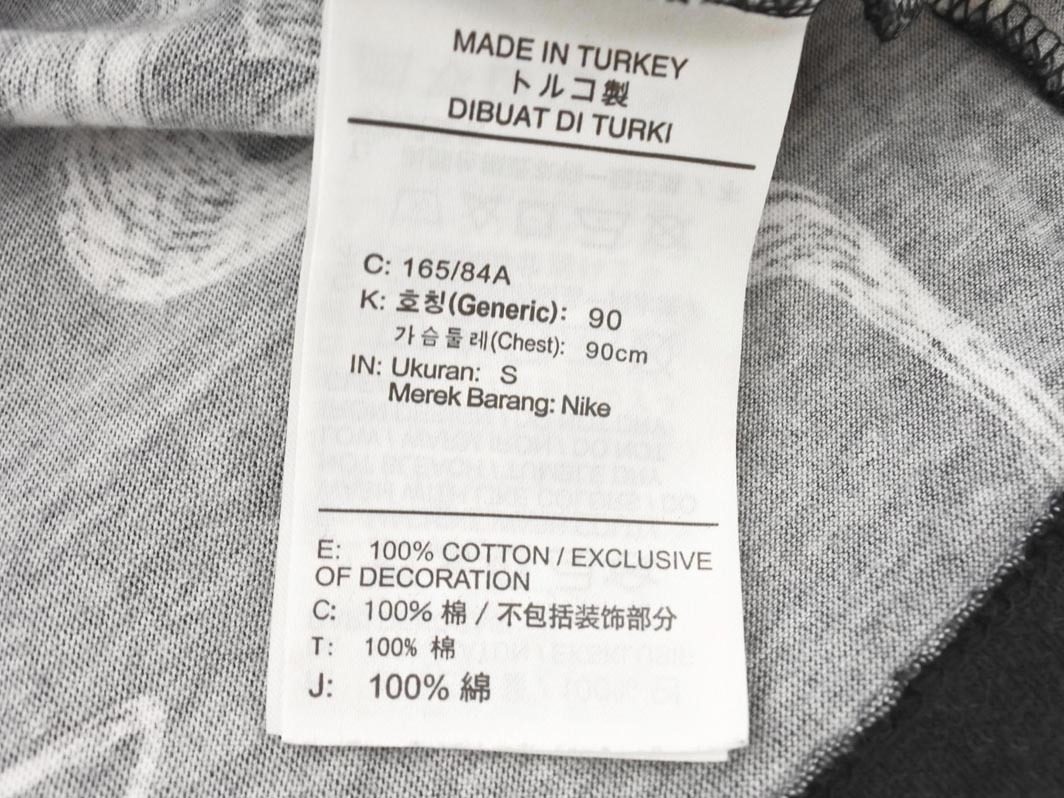 MADE IN TURKEY
トルコ製
DIBUAT DI TURKI
C: 165/84A
K: 호칭(Generic): 90
가슴둘레(Chest): 90cm
IN: Ukuran: S
Merek Barang: Nike
E: 100% COTTON / EXCLUSIVE
OF DECORATION
C: 100% 棉 / 不包括装饰部分
T: 100% 棉
J: 100% 綿